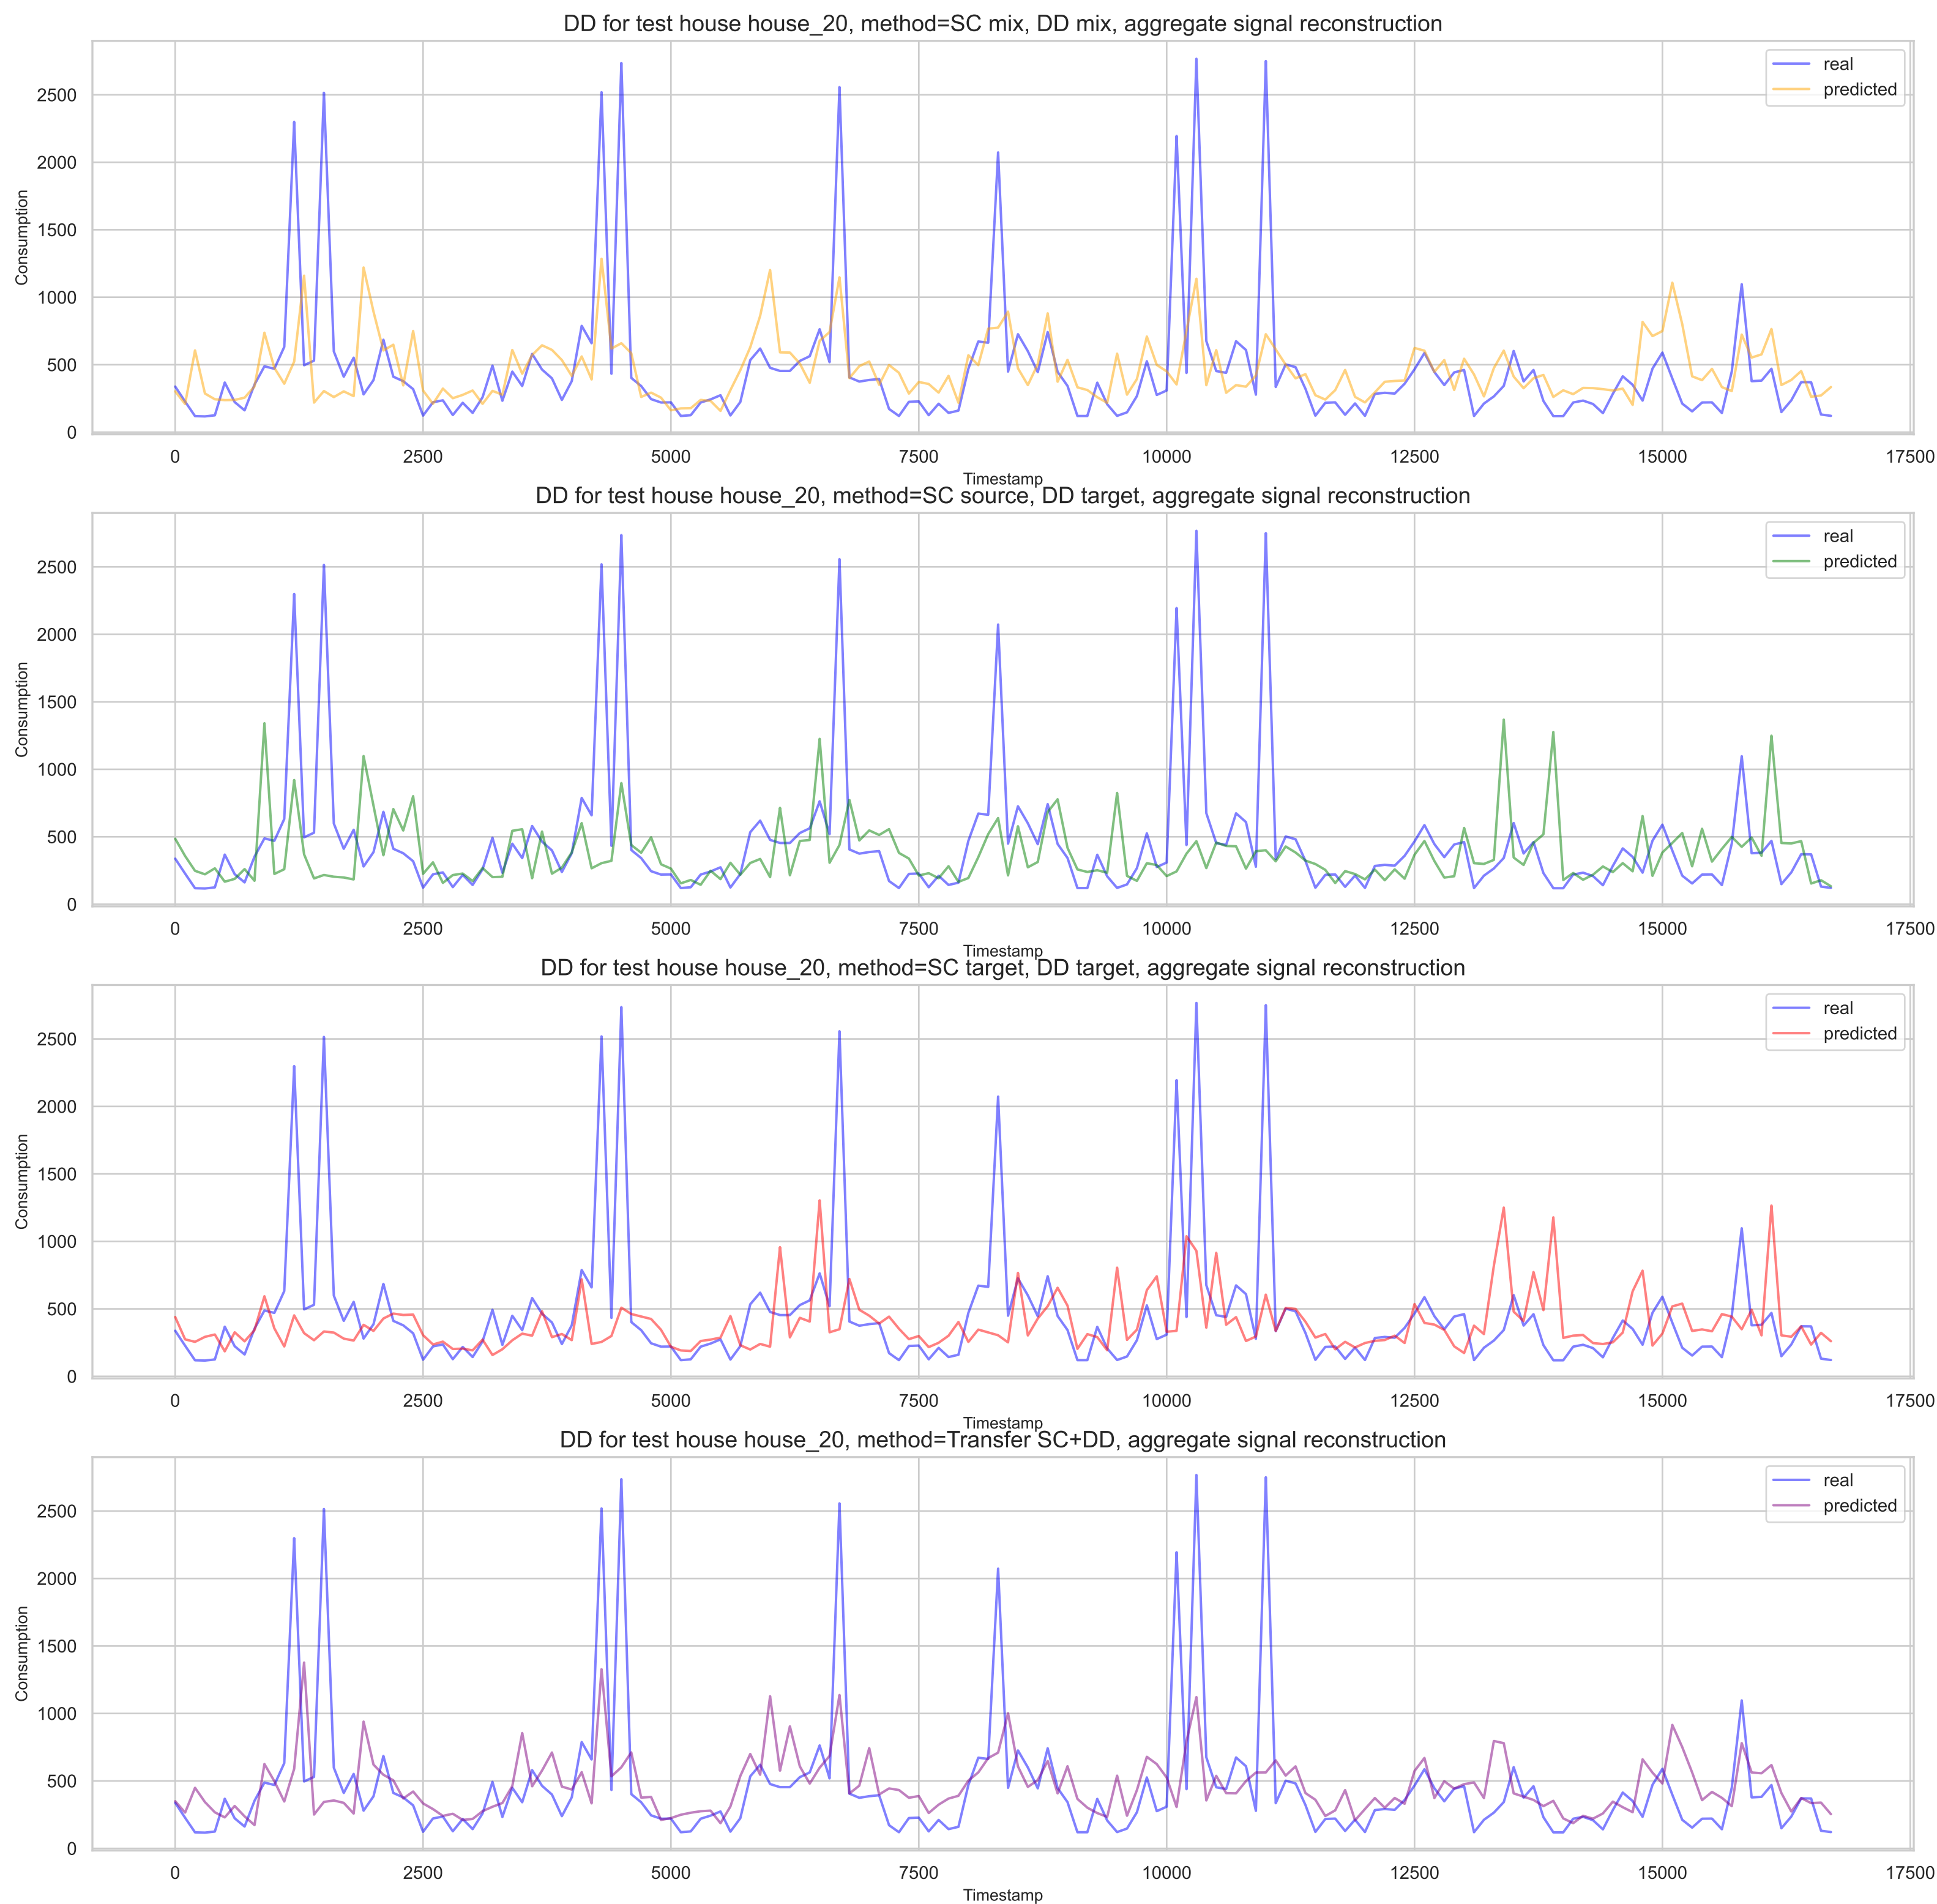 DD for test house house_20, method=SC mix, DD mix, aggregate signal reconstruction
real
predicted
2500
2000
1500
1000
500
0
Consumption
0 2500 5000 7500 10000 12500 15000 17500
Timestamp
DD for test house house_20, method=SC source, DD target, aggregate signal reconstruction
real
predicted
2500
2000
1500
1000
500
0
Consumption
0 2500 5000 7500 10000 12500 15000 17500
Timestamp
DD for test house house_20, method=SC target, DD target, aggregate signal reconstruction
real
predicted
2500
2000
1500
1000
500
0
Consumption
0 2500 5000 7500 10000 12500 15000 17500
Timestamp
DD for test house house_20, method=Transfer SC+DD, aggregate signal reconstruction
real
predicted
2500
2000
1500
1000
500
0
Consumption
0 2500 5000 7500 10000 12500 15000 17500
Timestamp